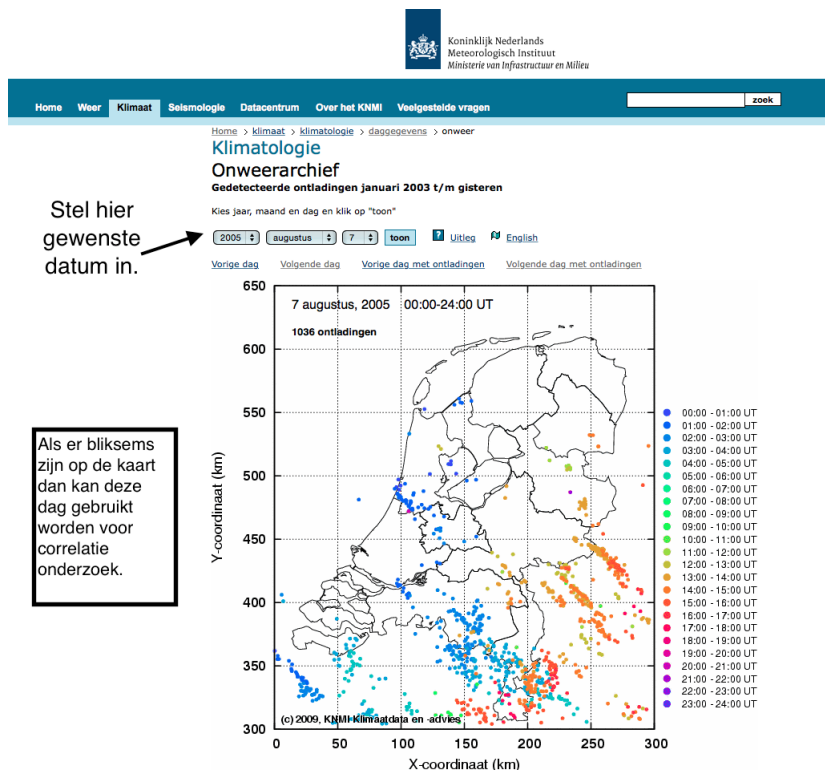 Koninklijk Nederlands
Meteorologisch Instituut
Ministerie van Infrastructuur en Milieu
Home Weer Klimaat Seismologie Datacentrum Over het KNMI Veelgestelde vragen zoek
Home > klimaat > klimatologie > daggegevens > onweer
Klimatologie
Onweerarchief
Gedetecteerde ontladingen januari 2003 t/m gisteren
Kies jaar, maand en dag en klik op "toon"
Stel hier
gewenste
datum in.
2005 augustus 7 toon ? Uitleg English
Vorige dag Volgende dag Vorige dag met ontladingen Volgende dag met ontladingen
7 augustus, 2005 00:00-24:00 UT
1036 ontladingen
650
600
550
500
450
400
350
300
Y-coordinaat (km)
0 50 100 150 200 250 300
X-coordinaat (km)
(c) 2009, KNMI Klimaatdata en -advies
Als er bliksems
zijn op de kaart
dan kan deze
dag gebruikt
worden voor
correlatie
onderzoek.
00:00 - 01:00 UT
01:00 - 02:00 UT
02:00 - 03:00 UT
03:00 - 04:00 UT
04:00 - 05:00 UT
05:00 - 06:00 UT
06:00 - 07:00 UT
07:00 - 08:00 UT
08:00 - 09:00 UT
09:00 - 10:00 UT
10:00 - 11:00 UT
11:00 - 12:00 UT
12:00 - 13:00 UT
13:00 - 14:00 UT
14:00 - 15:00 UT
15:00 - 16:00 UT
16:00 - 17:00 UT
17:00 - 18:00 UT
18:00 - 19:00 UT
19:00 - 20:00 UT
20:00 - 21:00 UT
21:00 - 22:00 UT
22:00 - 23:00 UT
23:00 - 24:00 UT